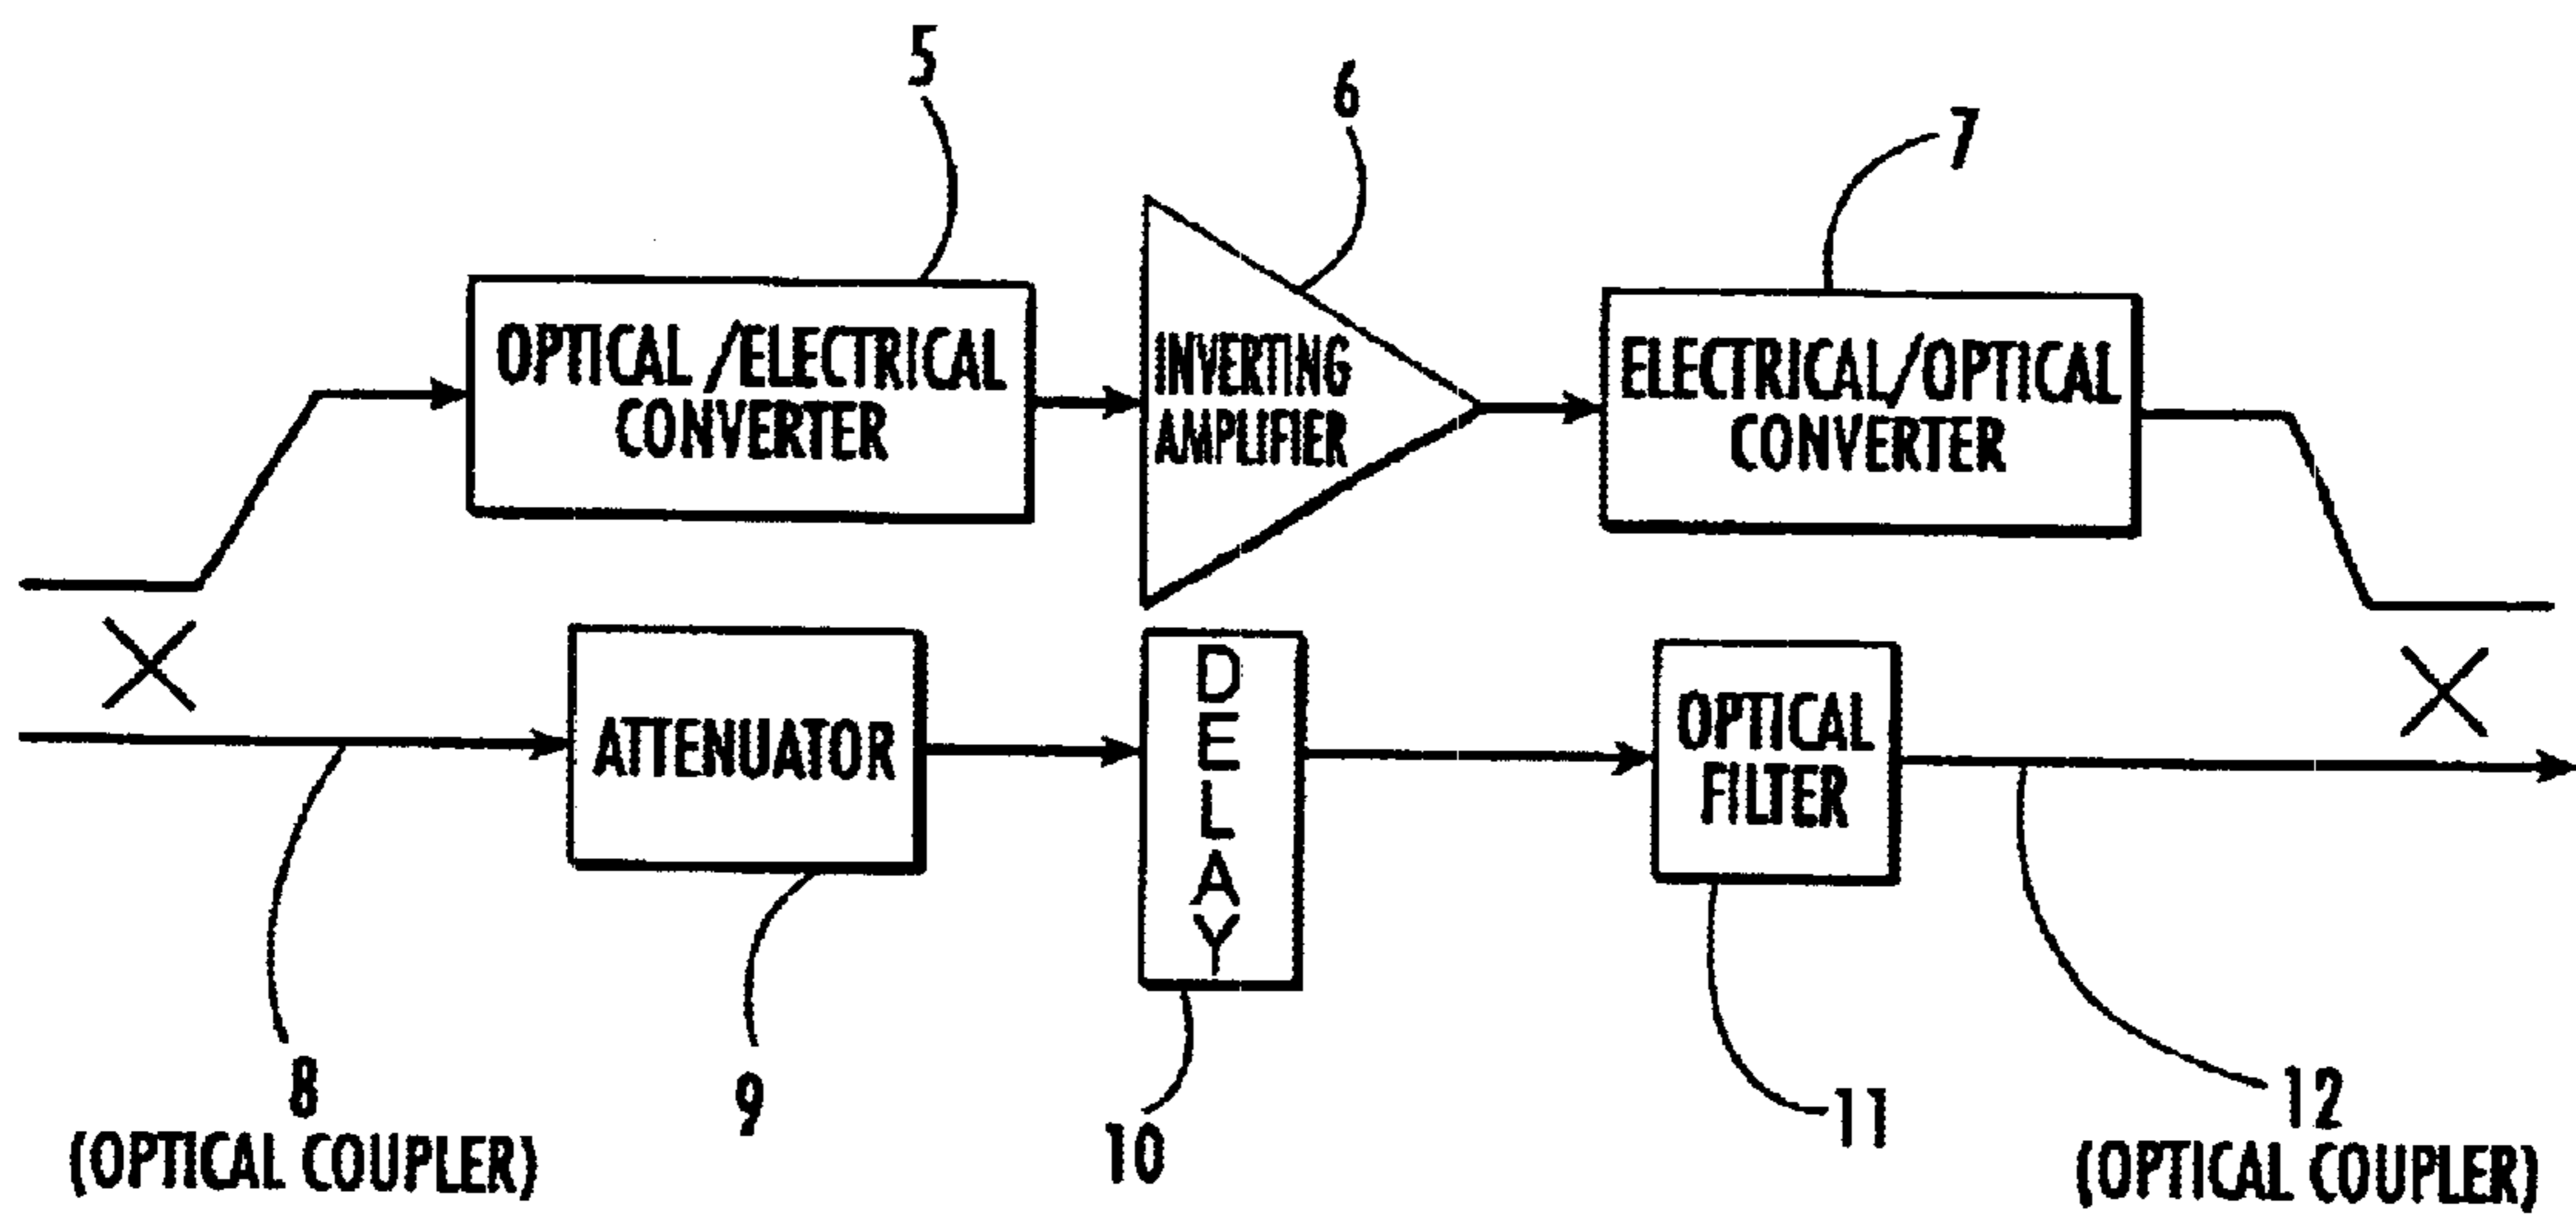 5
6
7
OPTICAL /ELECTRICAL
CONVERTER
INVERTING
AMPLIFIER
ELECTRICAL/OPTICAL
CONVERTER
ATTENUATOR
DELAY
OPTICAL
FILTER
8
(OPTICAL COUPLER)
9
10
11
12
(OPTICAL COUPLER)